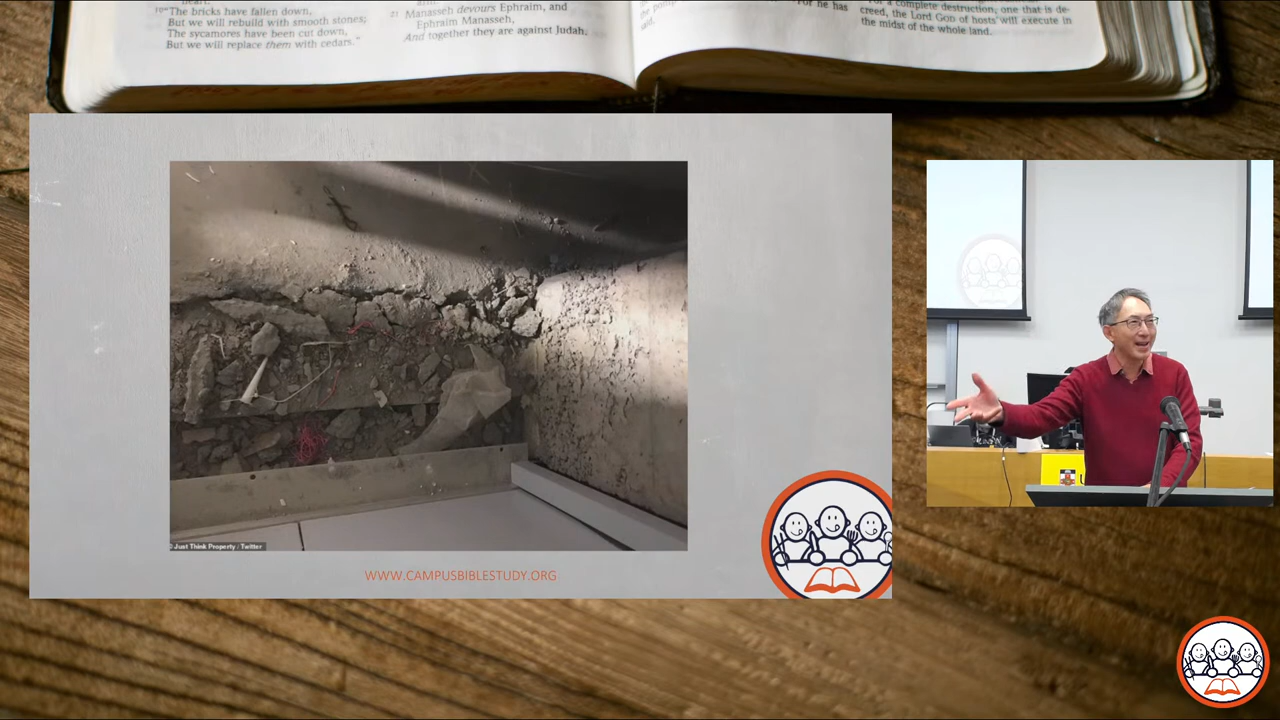 heart.
10 "The bricks have fallen down,
But we will rebuild with smooth stones;
The sycamores have been cut down,
But we will replace them with cedars."
21 Manasseh devours Ephraim, and
Ephraim Manasseh,
And together they are against Judah.
For he has
a complete destruction, one that is de-
creed, the Lord GOD of hosts will execute in
the midst of the whole land.
© Just Think Property / Twitter
WWW.CAMPUSBIBLESTUDY.ORG